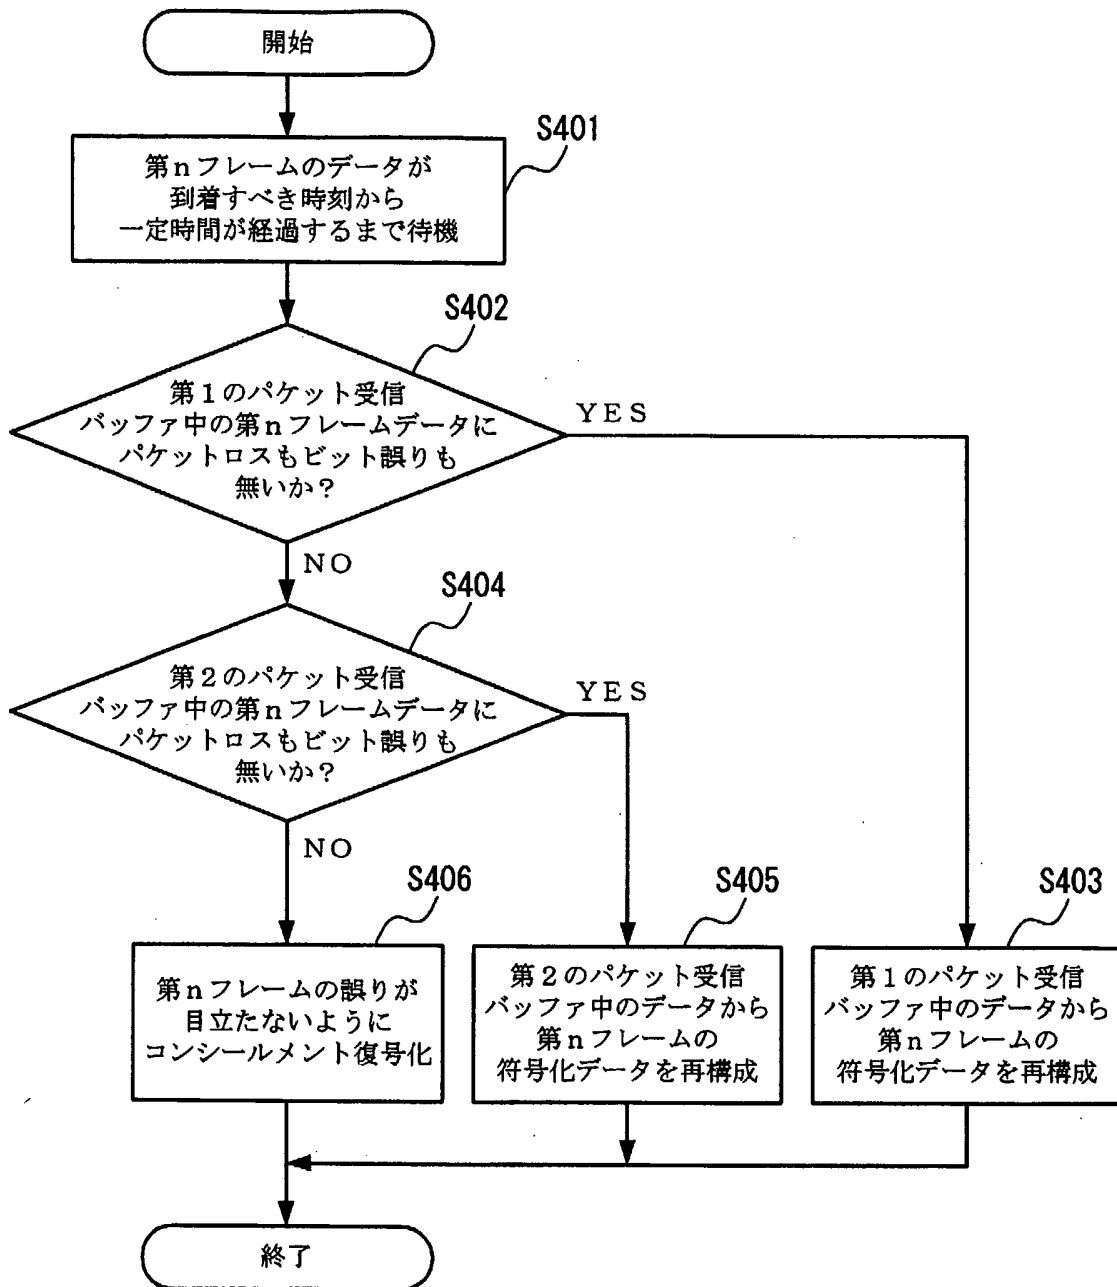 開始
S401
第nフレームのデータが
到着すべき時刻から
一定時間が経過するまで待機
S402
第1のパケット受信
バッファ中の第nフレームデータに
パケットロスもビット誤りも
無いか?
YES
NO
S404
第2のパケット受信
バッファ中の第nフレームデータに
パケットロスもビット誤りも
無いか?
YES
NO
S406
第nフレームの誤りが
目立たないように
コンシールメント復号化
S405
第2のパケット受信
バッファ中のデータから
第nフレームの
符号化データを再構成
S403
第1のパケット受信
バッファ中のデータから
第nフレームの
符号化データを再構成
終了